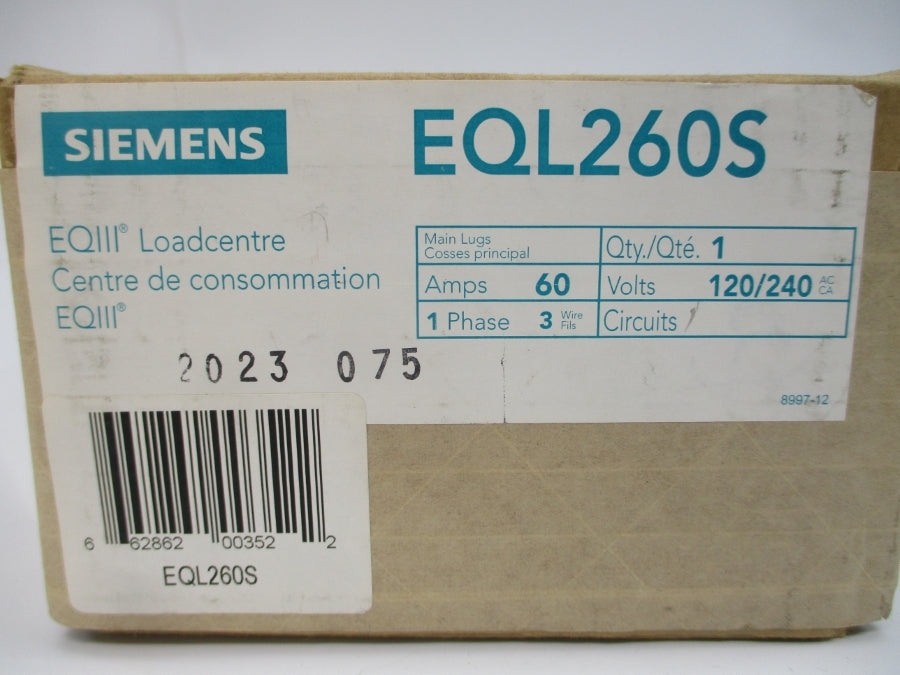 SIEMENS
EQL260S
EQIII® Loadcentre
Centre de consommation
EQIII®
Main Lugs
Cosses principal
Qty./Qté. 1
Amps 60
Volts 120/240 AC
CA
1 Phase 3 Wire
Fils
Circuits
2023 075
8997-12
6 62862 00352 2
EQL260S